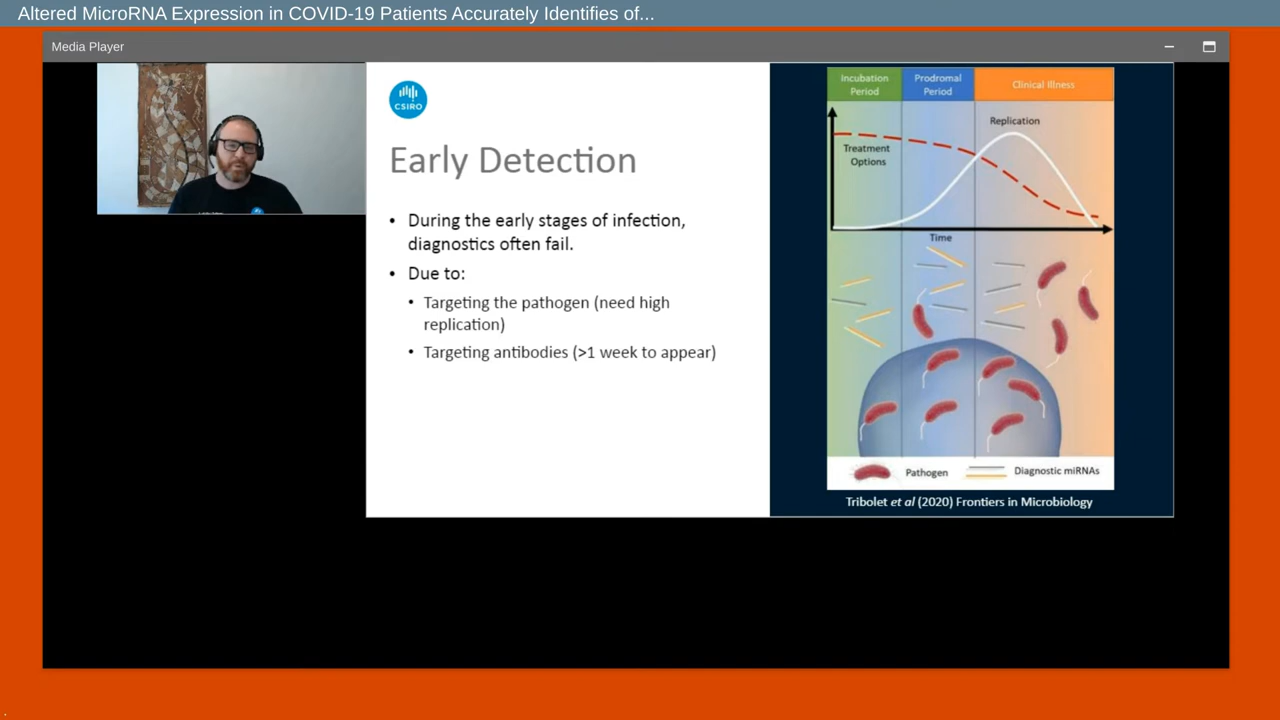 Altered MicroRNA Expression in COVID-19 Patients Accurately Identifies of...
Media Player
CSIRO
Early Detection
• During the early stages of infection,
diagnostics often fail.
• Due to:
• Targeting the pathogen (need high
replication)
• Targeting antibodies (>1 week to appear)
Incubation
Period
Prodromal
Period
Clinical Illness
Replication
Treatment
Options
Time
Pathogen
Diagnostic miRNAs
Tribolet et al (2020) Frontiers in Microbiology